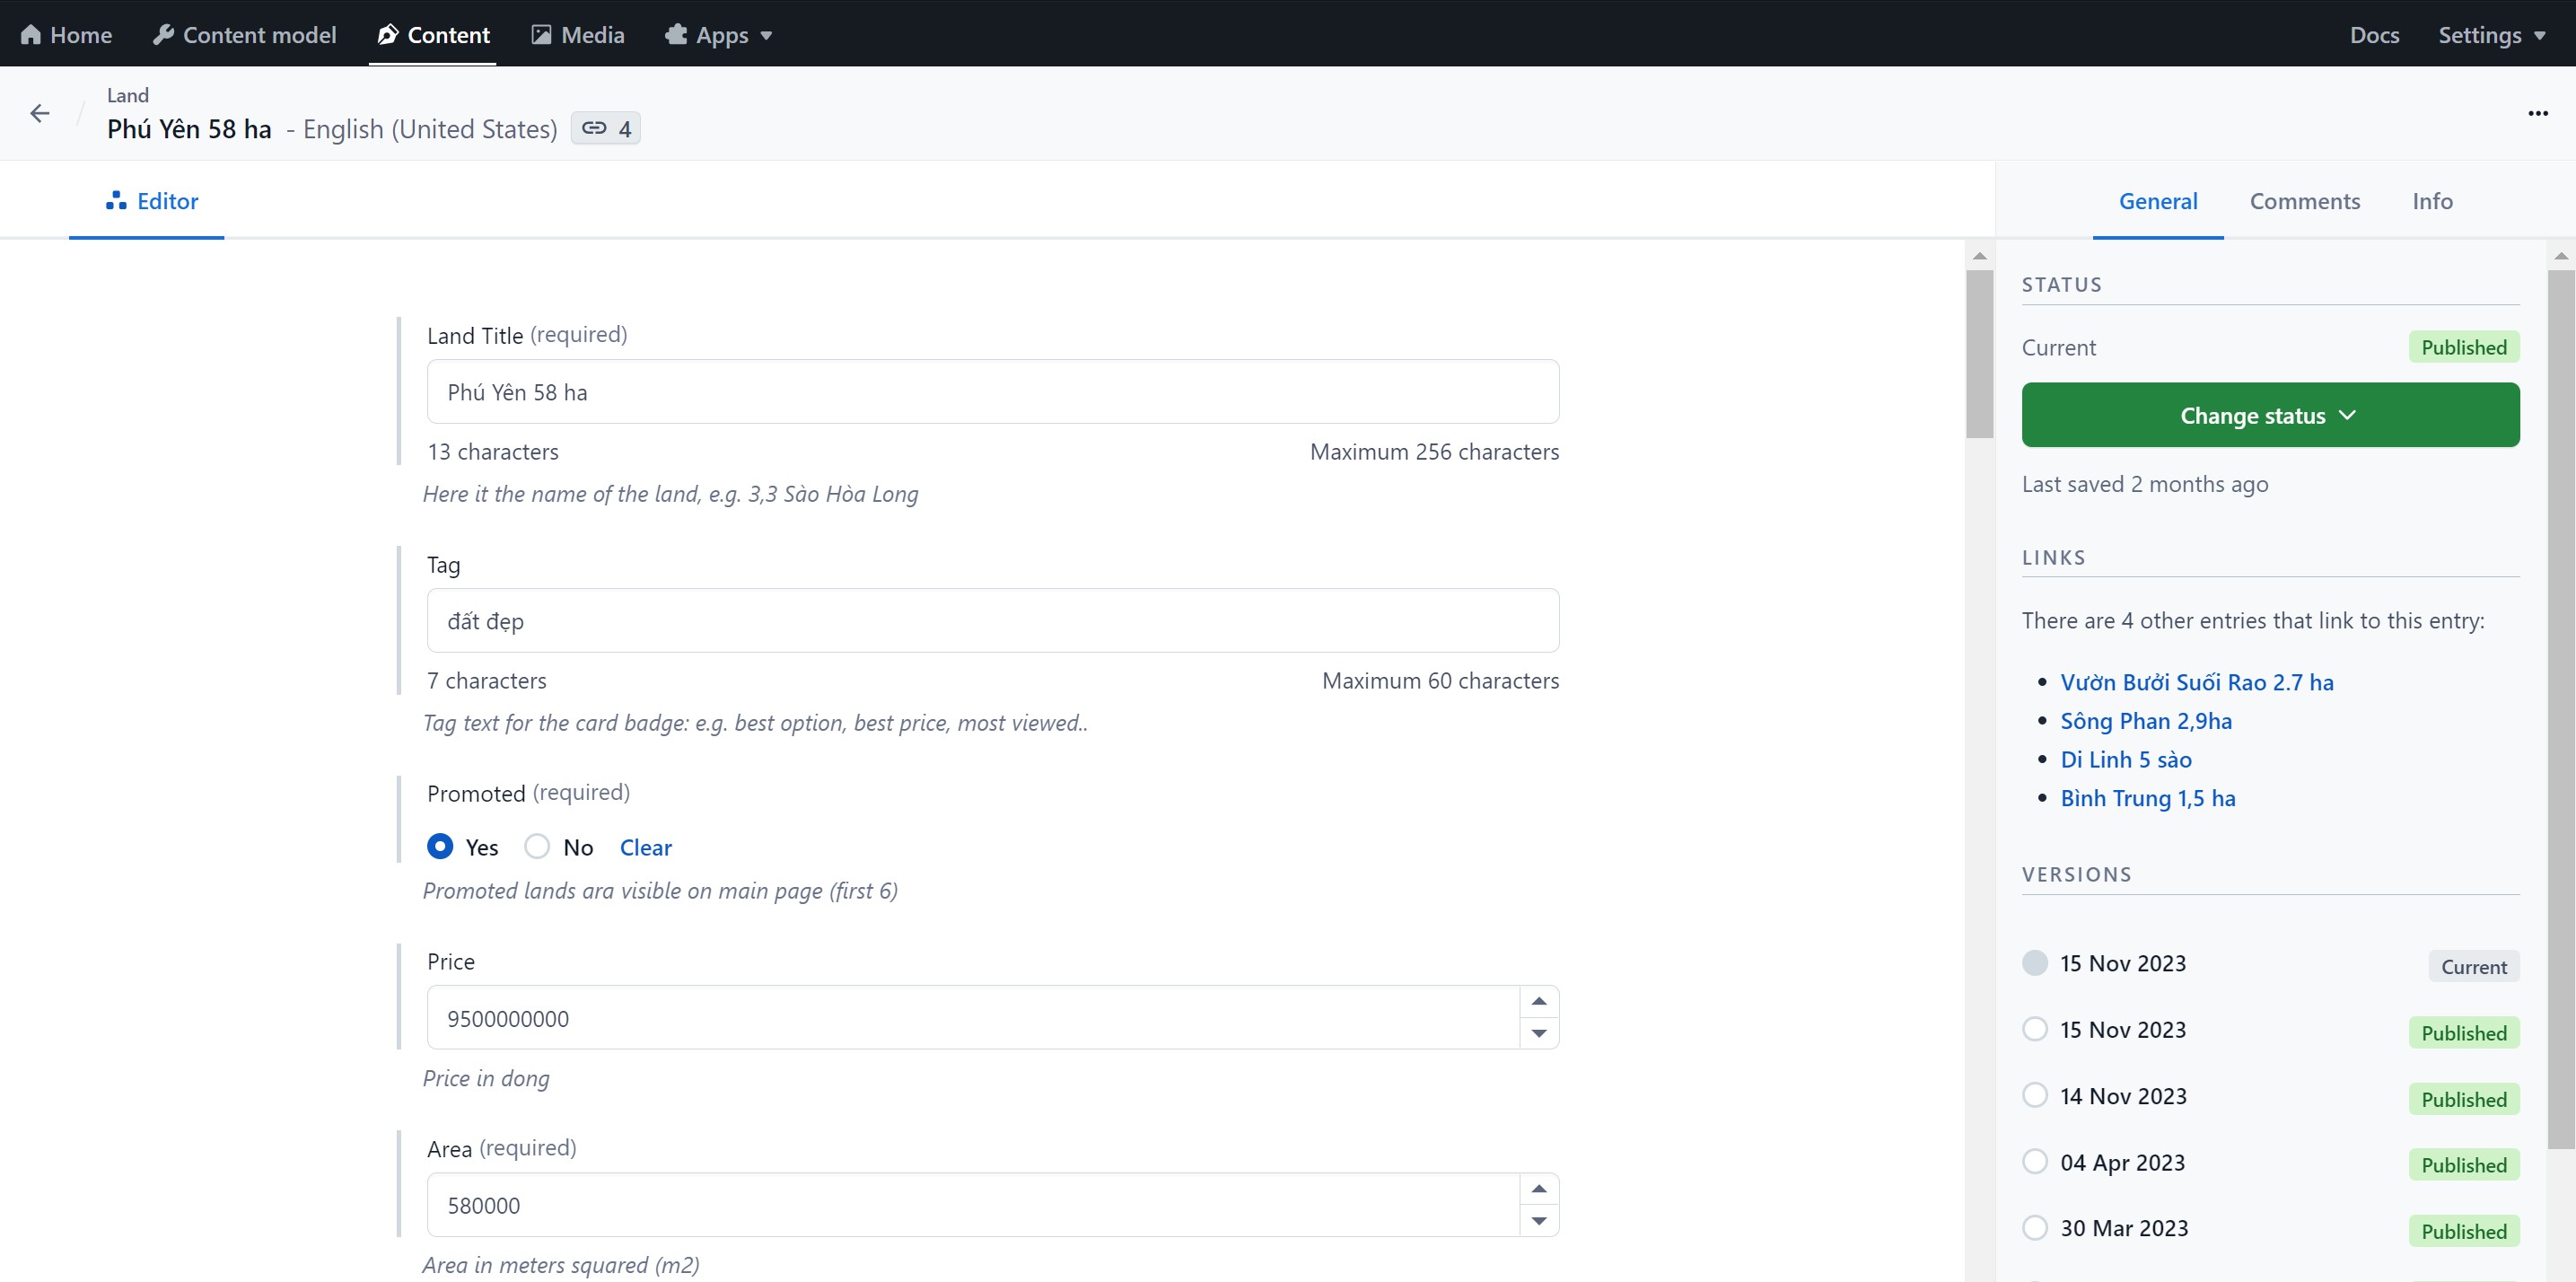 Home Content model Content Media Apps Docs Settings
Land
Phú Yên 58 ha - English (United States) 4
Editor
General Comments Info
Land Title (required)
Phú Yên 58 ha
13 characters Maximum 256 characters
Here it the name of the land, e.g. 3,3 Sào Hòa Long
Tag
đất đẹp
7 characters Maximum 60 characters
Tag text for the card badge: e.g. best option, best price, most viewed..
Promoted (required)
Yes No Clear
Promoted lands ara visible on main page (first 6)
Price
9500000000
Price in dong
Area (required)
580000
Area in meters squared (m2)
STATUS
Current Published
Change status
Last saved 2 months ago
LINKS
There are 4 other entries that link to this entry:
Vườn Bưởi Suối Rao 2.7 ha
Sông Phan 2,9ha
Di Linh 5 sào
Bình Trung 1,5 ha
VERSIONS
15 Nov 2023 Current
15 Nov 2023 Published
14 Nov 2023 Published
04 Apr 2023 Published
30 Mar 2023 Published